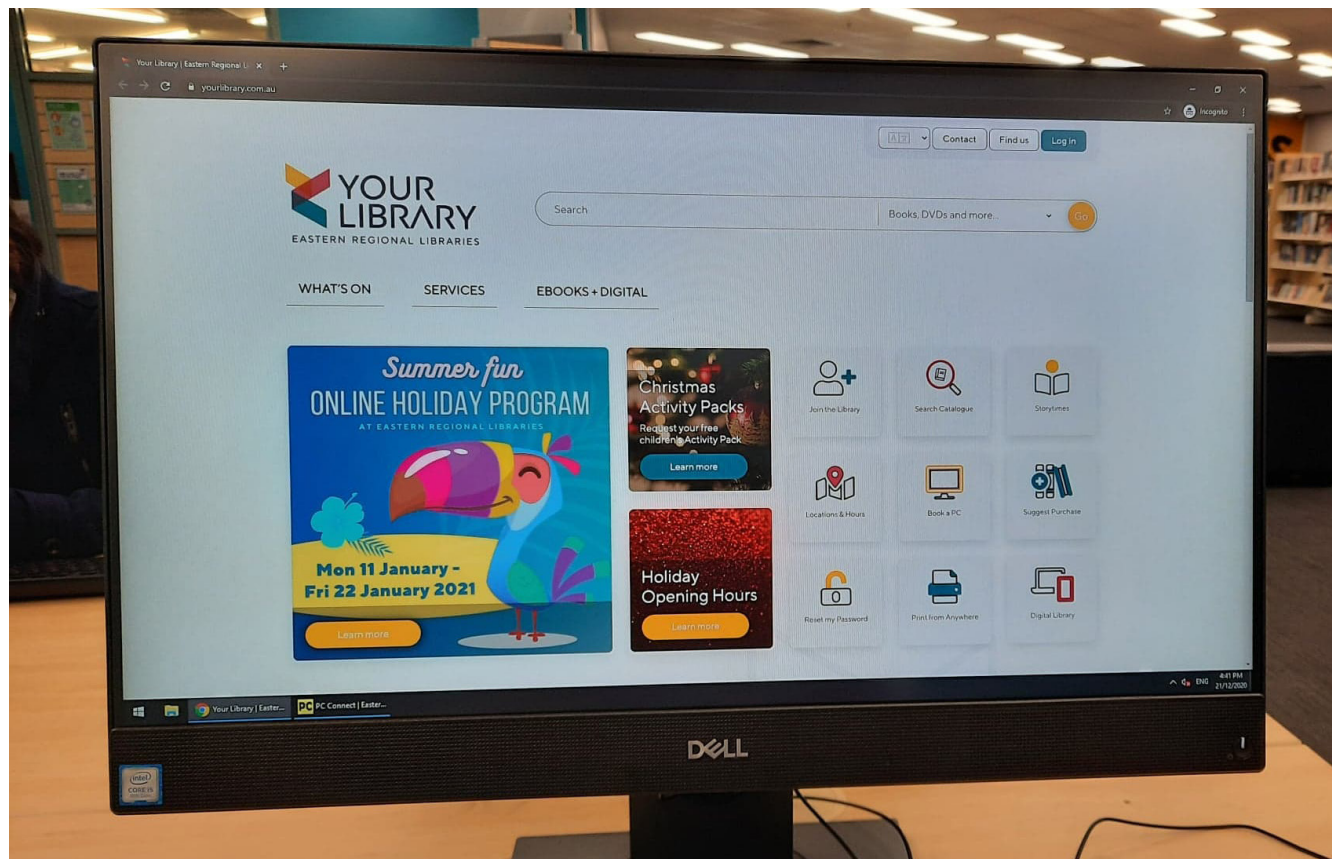 Your Library | Eastern Regional Li
yourlibrary.com.au
Incognito
Contact
Find us
Log in
YOUR
LIBRARY
EASTERN REGIONAL LIBRARIES
Search
Books, DVDs and more..
Go
WHAT'S ON
SERVICES
EBOOKS + DIGITAL
Summer fun
ONLINE HOLIDAY PROGRAM
AT EASTERN REGIONAL LIBRARIES
Mon 11 January -
Fri 22 January 2021
Learn more
Christmas
Activity Packs
Request your free
children's Activity Pack
Learn more
Holiday
Opening Hours
Learn more
Join the Library
Search Catalogue
Storytimes
Locations & Hours
Book a PC
Suggest Purchase
Reset my Password
Print from Anywhere
Digital Library
Your Library | Easter...
PC PC Connect | Easter...
ENG
4:41 PM
21/12/2020
DELL
intel
CORE i5